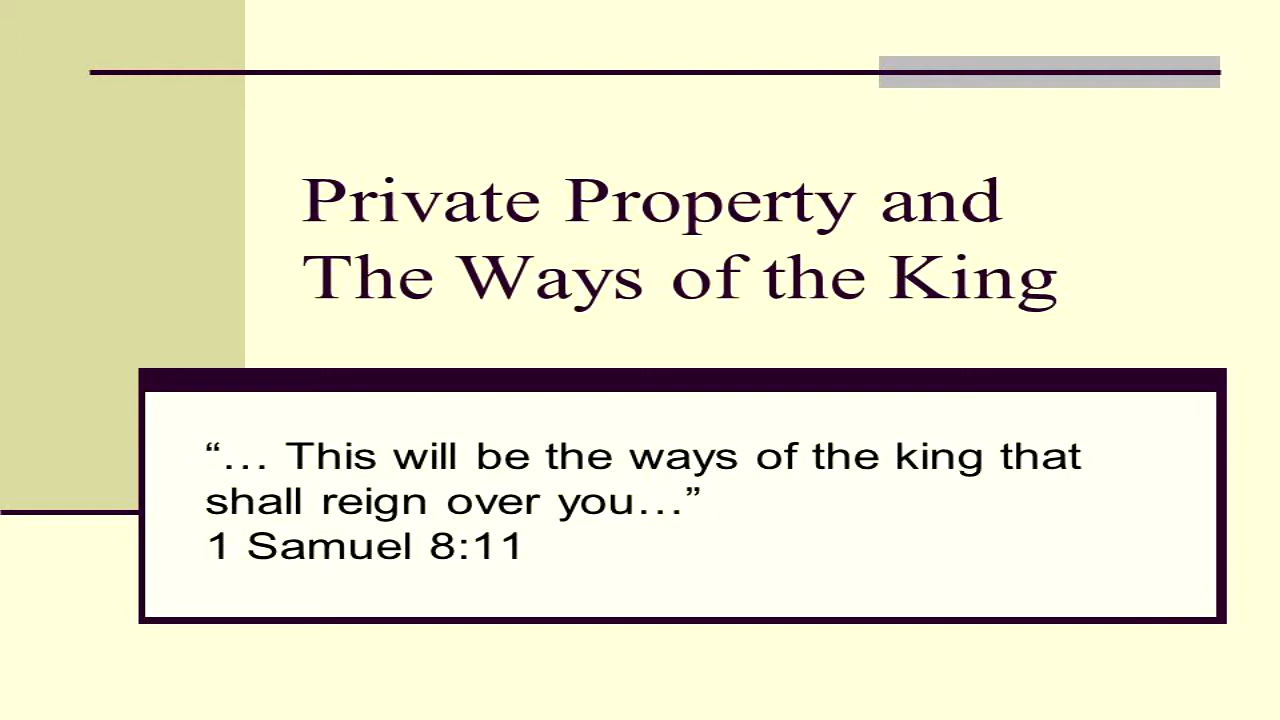 Private Property and
The Ways of the King
“… This will be the ways of the king that
shall reign over you…”
1 Samuel 8:11